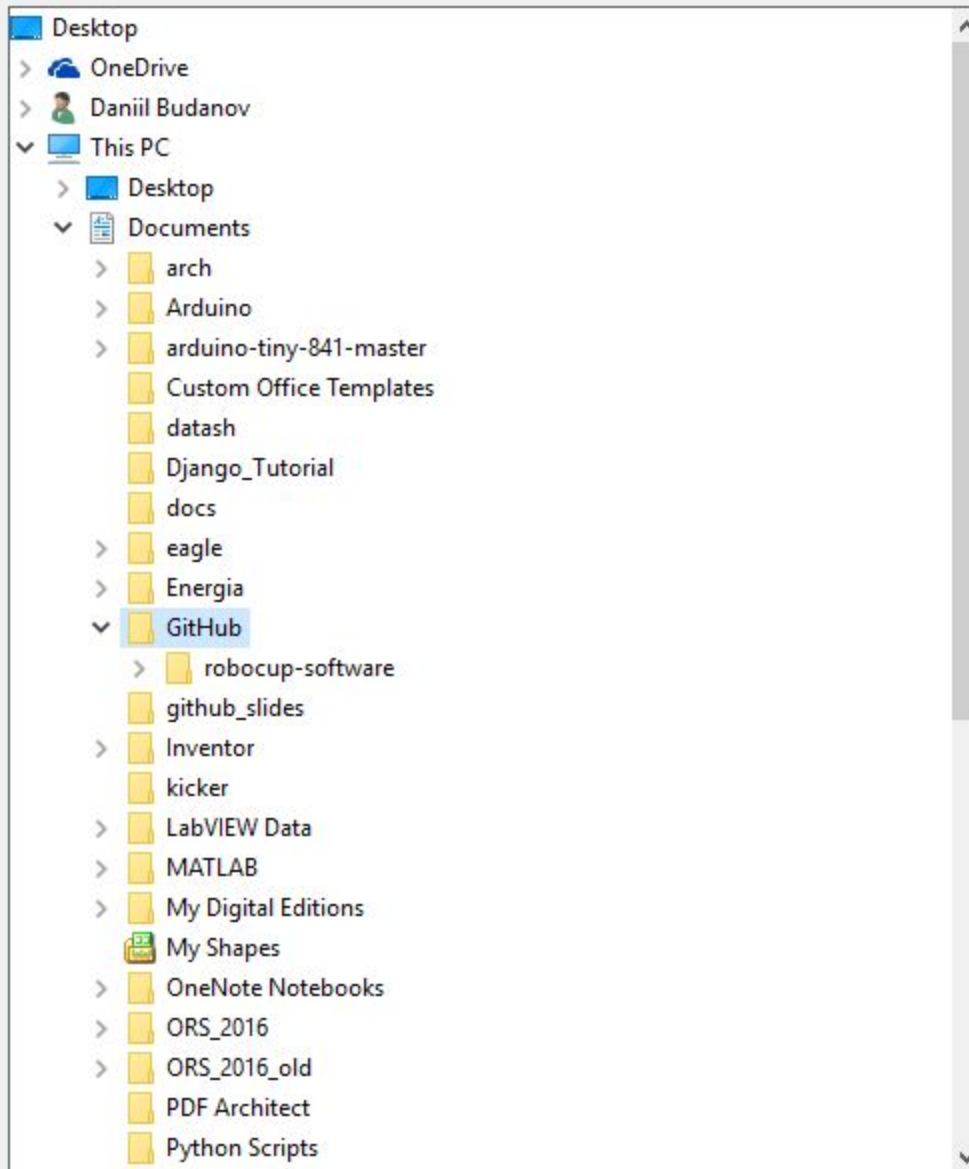 Desktop
OneDrive
Daniil Budanov
This PC
Desktop
Documents
arch
Arduino
arduino-tiny-841-master
Custom Office Templates
datash
Django_Tutorial
docs
eagle
Energia
GitHub
robocup-software
github_slides
Inventor
kicker
LabVIEW Data
MATLAB
My Digital Editions
My Shapes
OneNote Notebooks
ORS_2016
ORS_2016_old
PDF Architect
Python Scripts